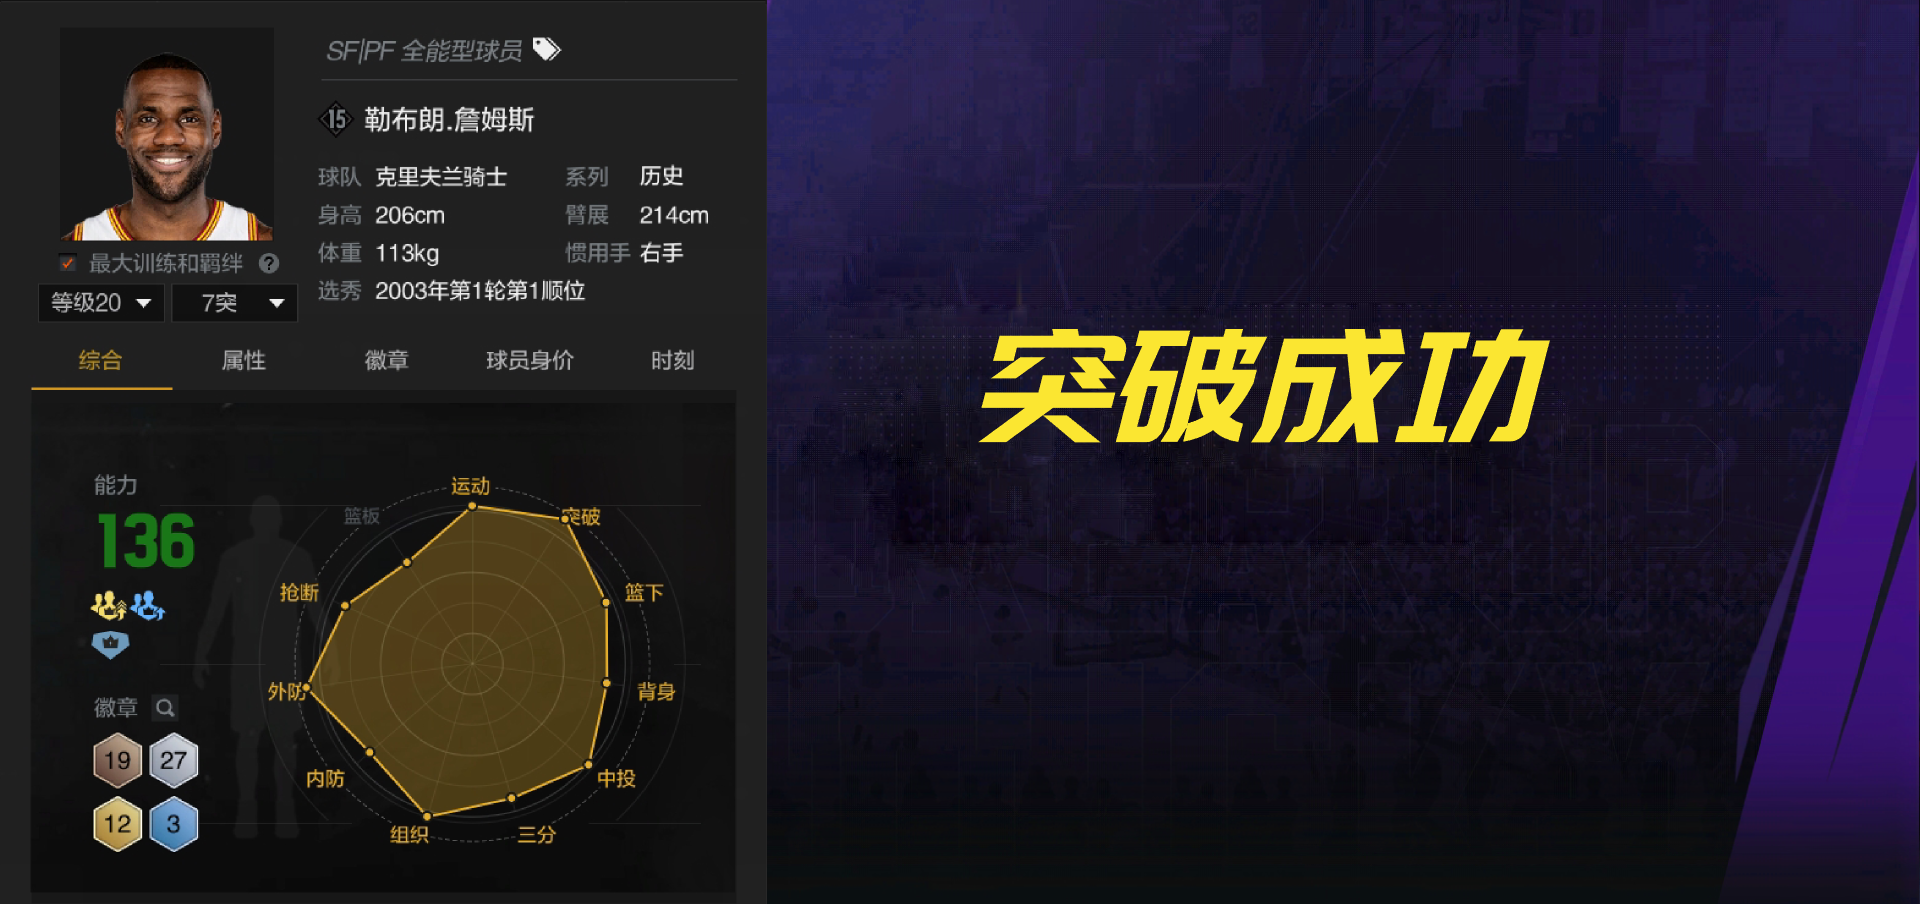 SF|PF 全能型球员
15 勒布朗.詹姆斯
球队 克里夫兰骑士 系列 历史
身高 206cm 臂展 214cm
体重 113kg 惯用手 右手
选秀 2003年第1轮第1顺位
最大训练和羁绊 ?
等级20 7突
综合 属性 徽章 球员身价 时刻
能力
136
徽章
19 27
12 3
运动
突破
篮下
背身
中投
三分
组织
内防
外防
抢断
篮板
突破成功